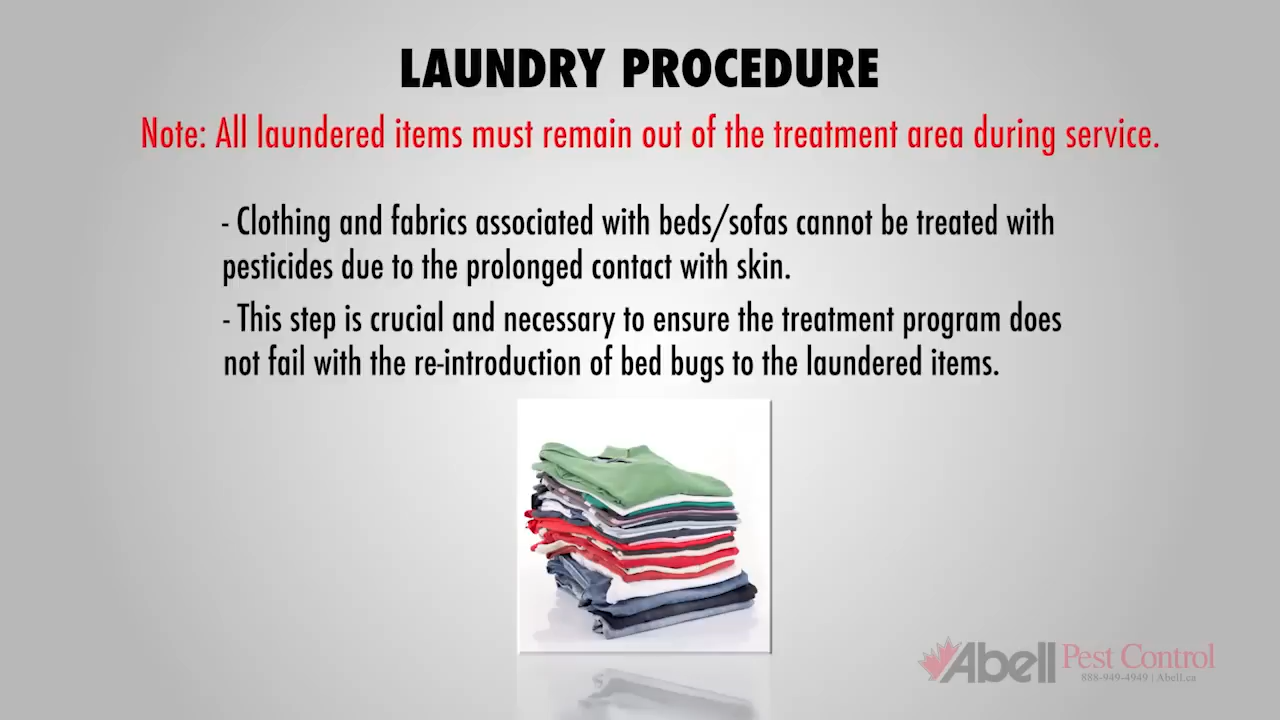 LAUNDRY PROCEDURE
Note: All laundered items must remain out of the treatment area during service.
- Clothing and fabrics associated with beds/sofas cannot be treated with
pesticides due to the prolonged contact with skin.
- This step is crucial and necessary to ensure the treatment program does
not fail with the re-introduction of bed bugs to the laundered items.
Abell Pest Control
888-949-4949 | Abell.ca